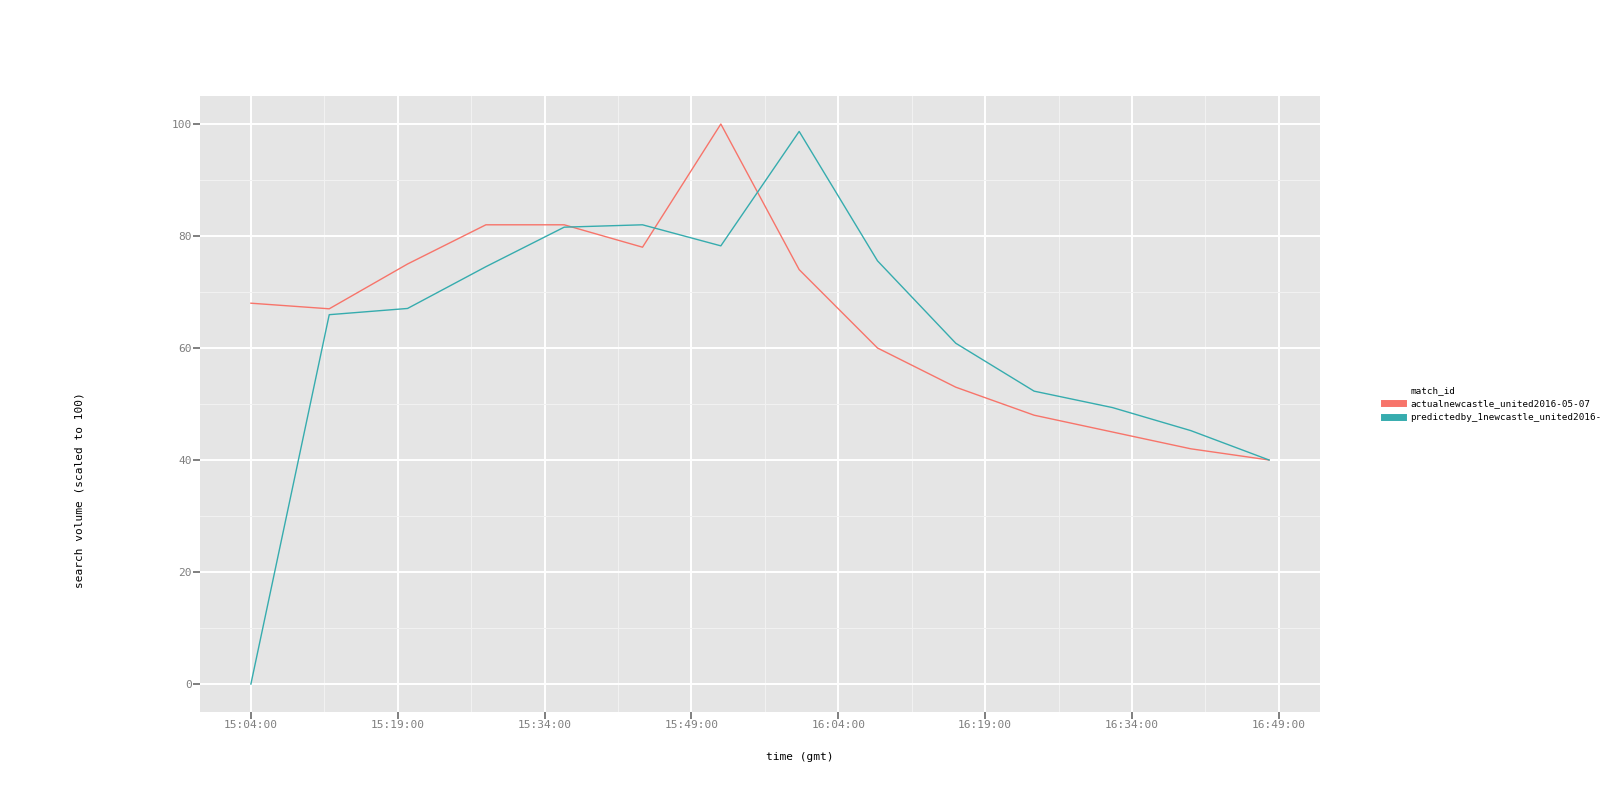 100
80
60
40
20
0
search volume (scaled to 100)
15:04:00 15:19:00 15:34:00 15:49:00 16:04:00 16:19:00 16:34:00 16:49:00
time (gmt)
match_id
actualnewcastle_united2016-05-07
predictedby_1newcastle_united2016-